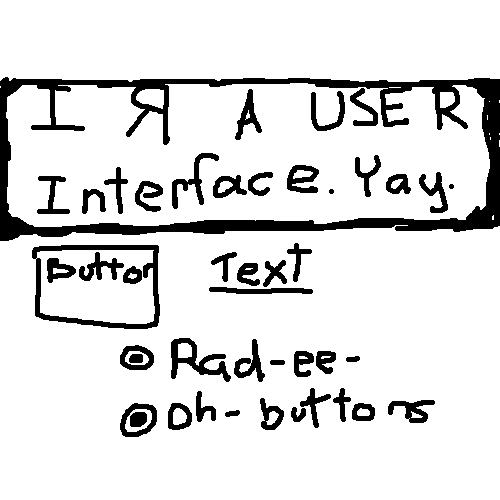 I Я A USER
Interface. Yay.
Button Text
Rad-ee-
Oh-buttons